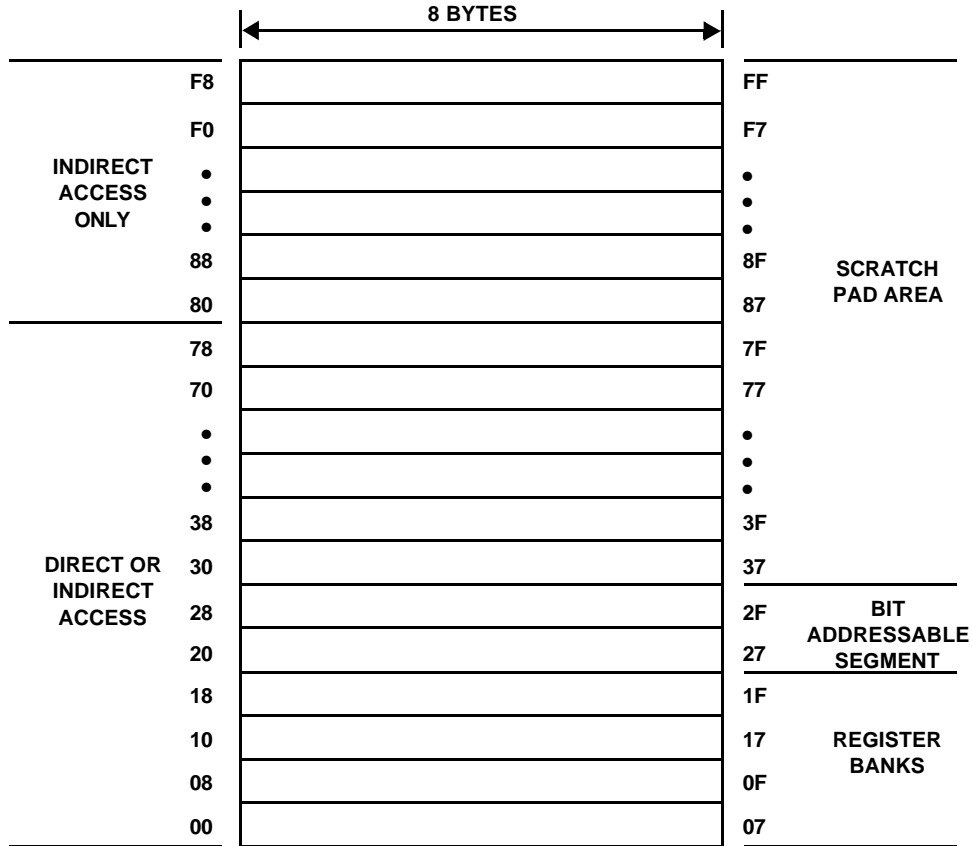 8 BYTES
F8 FF
F0 F7
INDIRECT
ACCESS
ONLY
• •
• •
• •
88 8F
80 87
SCRATCH
PAD AREA
78 7F
70 77
• •
• •
• •
38 3F
30 37
DIRECT OR
INDIRECT
ACCESS
28 2F
20 27
BIT
ADDRESSABLE
SEGMENT
18 1F
10 17
08 0F
00 07
REGISTER
BANKS